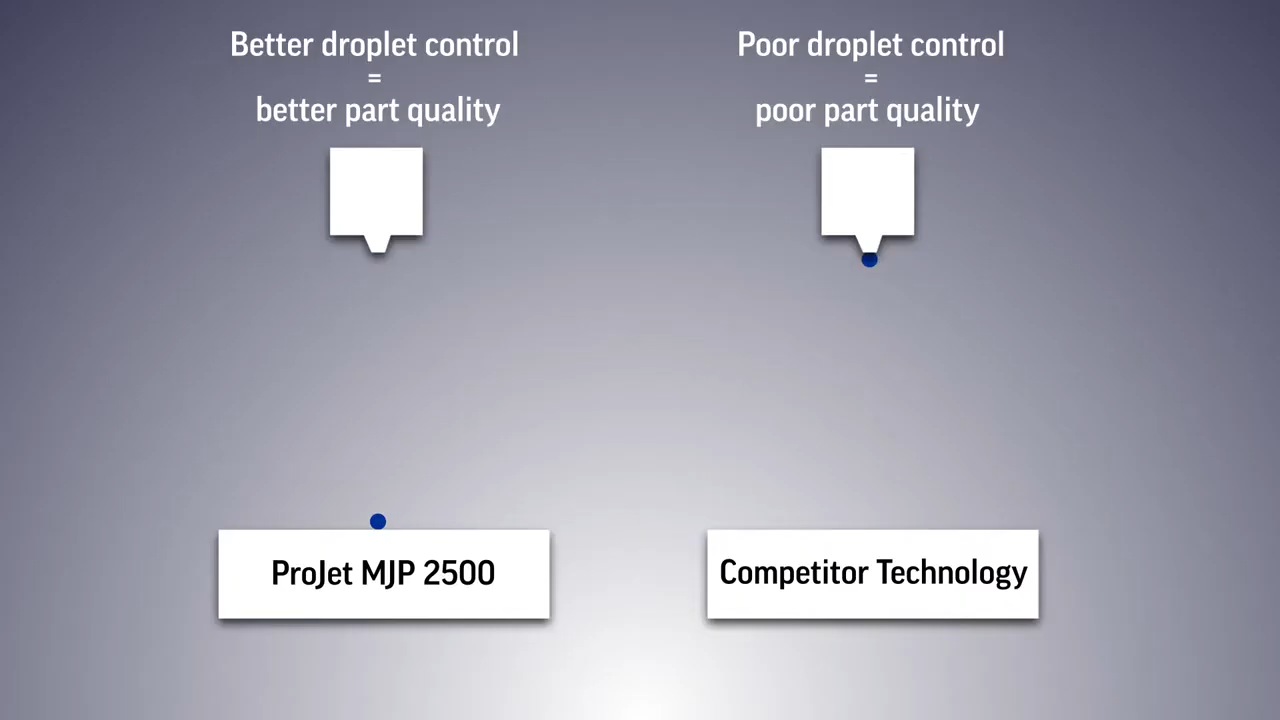 Better droplet control
=
better part quality
Poor droplet control
=
poor part quality
ProJet MJP 2500
Competitor Technology